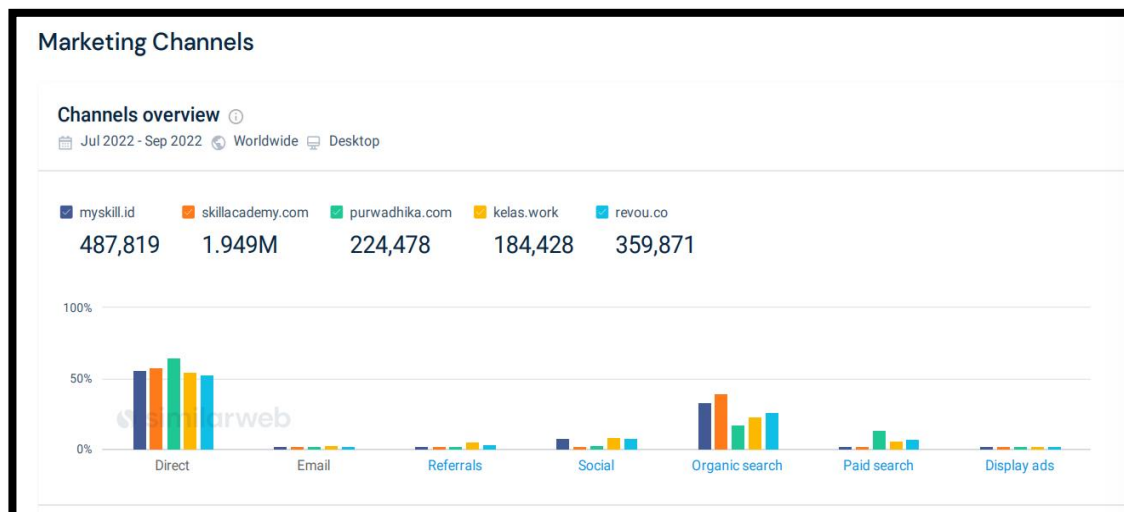 Marketing Channels
Channels overview
Jul 2022 - Sep 2022 Worldwide Desktop
myskill.id skillacademy.com purwadhika.com kelas.work revou.co
487,819 1.949M 224,478 184,428 359,871
100%
50%
0%
similarweb
Direct Email Referrals Social Organic search Paid search Display ads